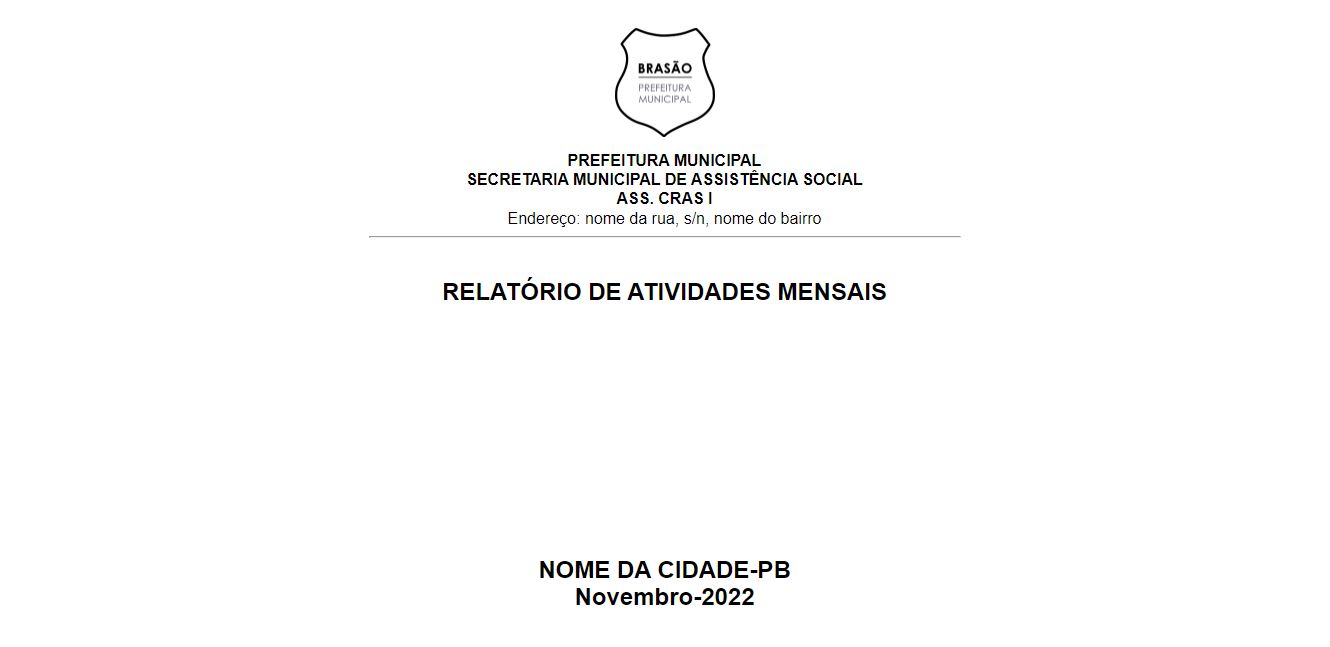 BRASÃO
PREFEITURA
MUNICIPAL
PREFEITURA MUNICIPAL
SECRETARIA MUNICIPAL DE ASSISTÊNCIA SOCIAL
ASS. CRAS I
Endereço: nome da rua, s/n, nome do bairro
RELATÓRIO DE ATIVIDADES MENSAIS
NOME DA CIDADE-PB
Novembro-2022